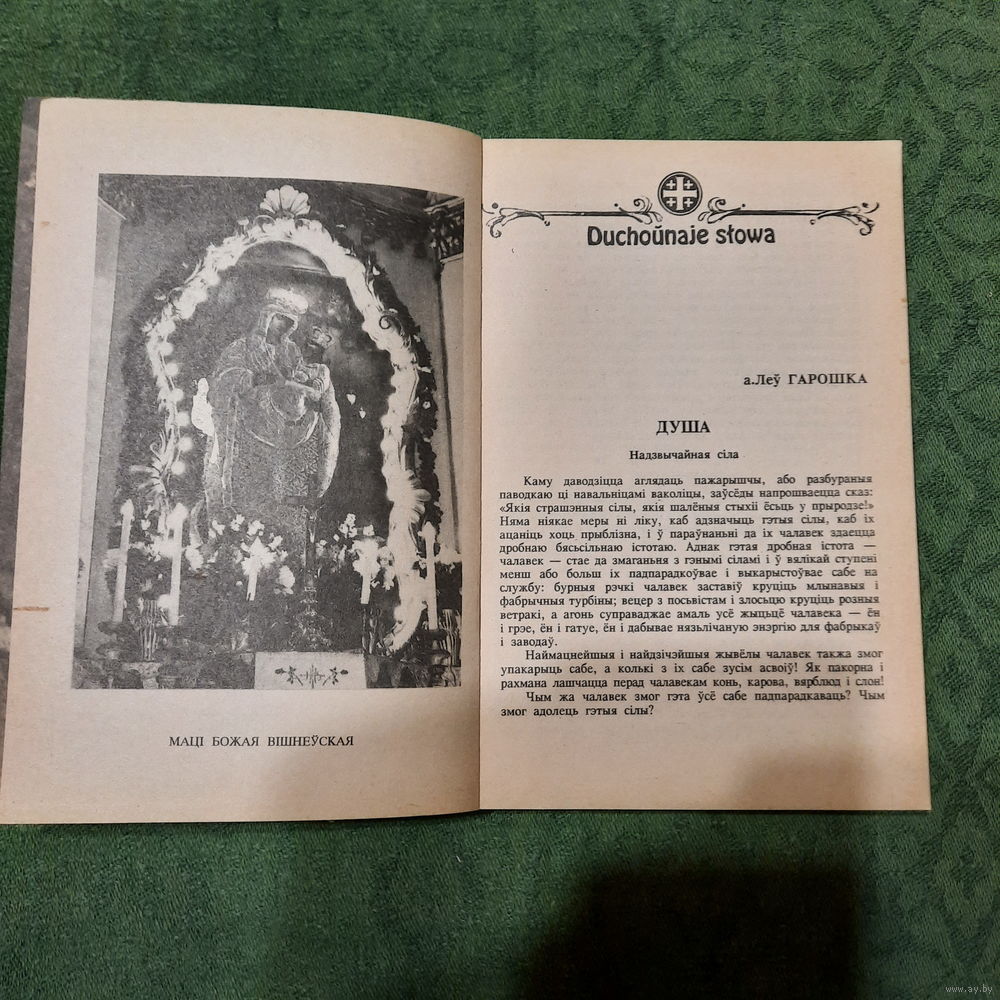 МАЦІ БОЖАЯ ВІШНЕЎСКАЯ
Duchoŭnaje słowa
а.Леў ГАРОШКА
ДУША
Надзвычайная сіла
Каму даводзіцца аглядаць пажарышчы, або разбураныя
паводкаю ці навальніцамі ваколіцы, заўсёды напрошваецца сказ:
«Якія страшэнныя сілы, якія шалёныя стыхіі ёсьць у прыродзе!»
Няма ніякае меры ні ліку, каб адзначыць гэтыя сілы, каб іх
ацаніць хоць прыблізна, і ў параўнаньні да іх чалавек здаецца
дробнаю бясьсільнаю істотаю. Аднак гэтая дробная істота —
чалавек — стае да змаганьня з гэнымі сіламі і ў вялікай ступені
менш або больш іх падпарадкоўвае і выкарыстоўвае сабе на
службу: бурныя рэчкі чалавек заставіў круціць млынавыя і
фабрычныя турбіны; вецер з посьвістам і злосьцю круціць розныя
ветракі, а агонь суправаджае амаль усё жыцьцё чалавека — ён
і грэе, ён і гатуе, ён і дабывае нязьлічаную энэргію для фабрыкаў
і заводаў.
Наймацнейшыя і найдзічэйшыя жывёлы чалавек такжа змог
упакарыць сабе, а колькі з іх сабе зусім асвоіў! Як пакорна і
рахмана лашчацца перад чалавекам конь, карова, вярблюд і слон!
Чым жа чалавек змог гэта ўсё сабе падпарадкаваць? Чым
змог адолець гэтыя сілы?
www.ay.by